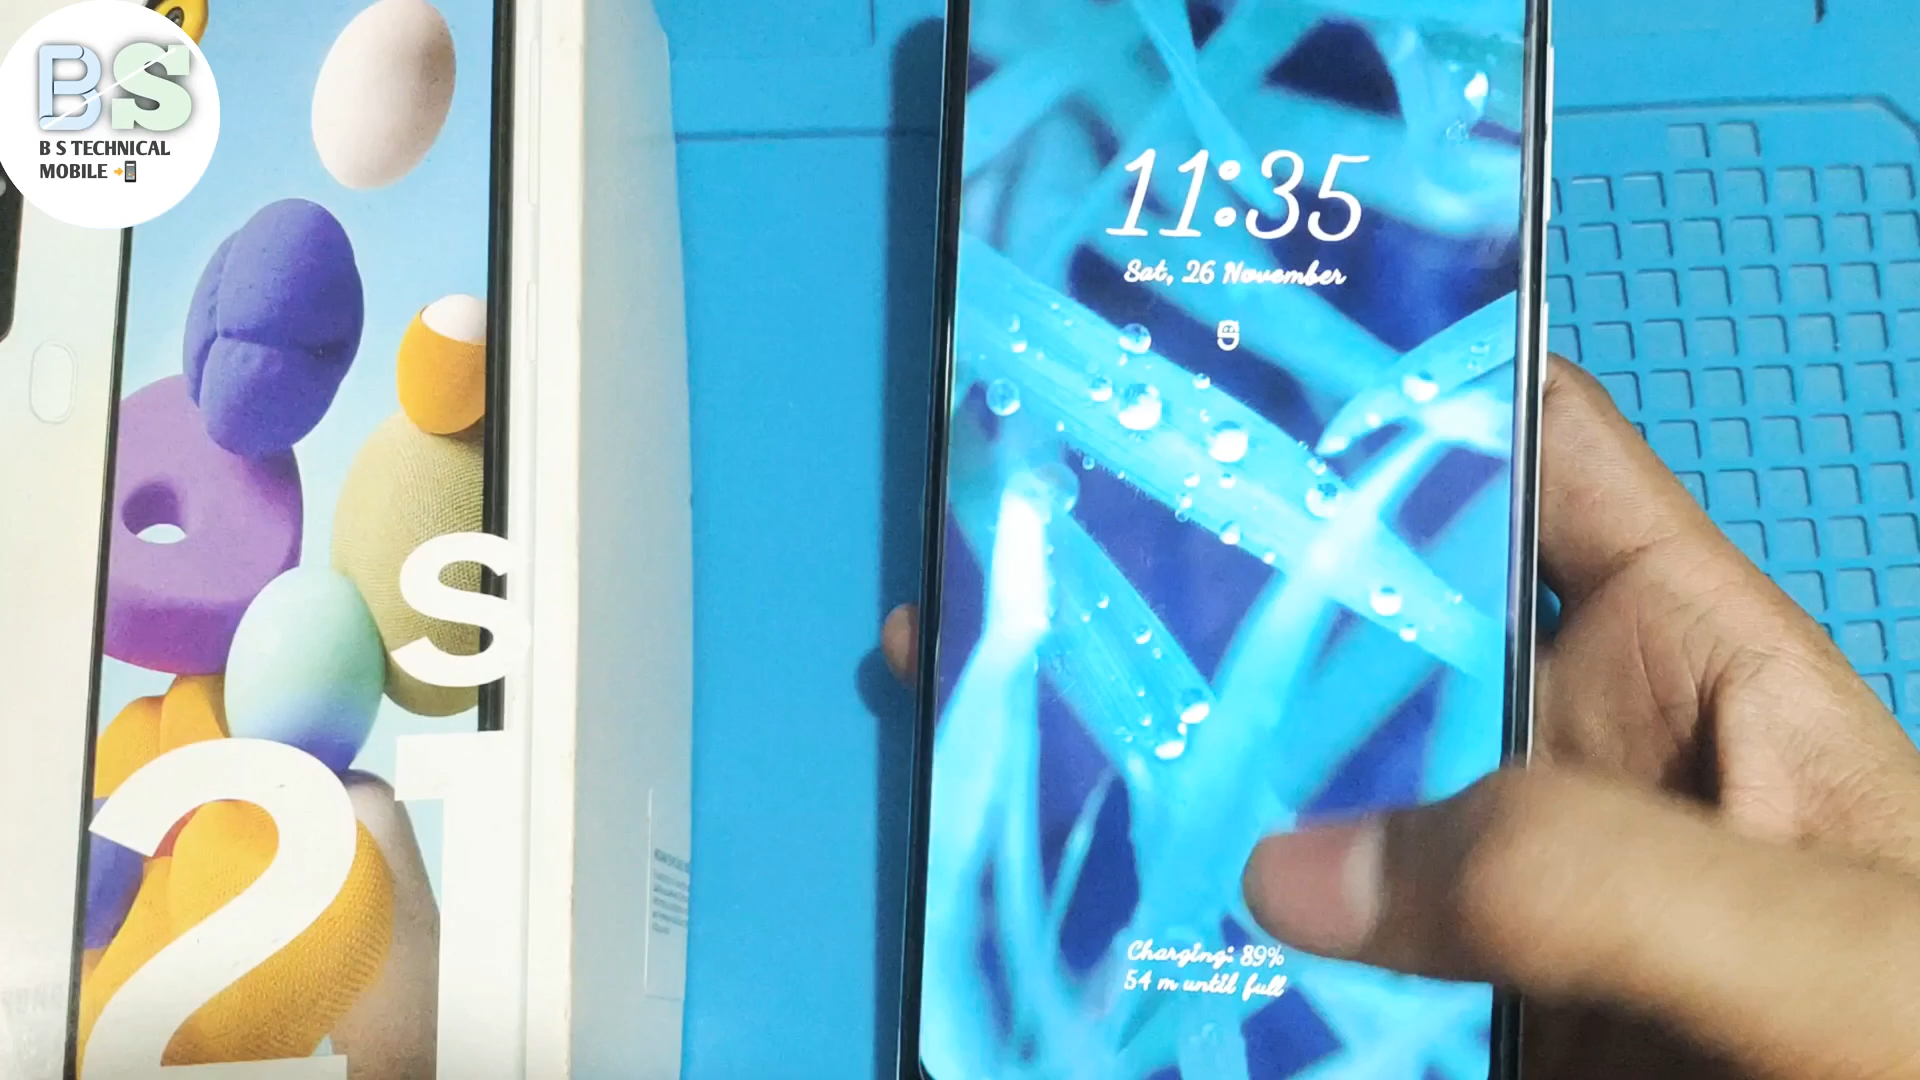 BS
B S TECHNICAL
MOBILE
s
21
11:35
Sat, 26 November
Charging: 89%
54 m until full